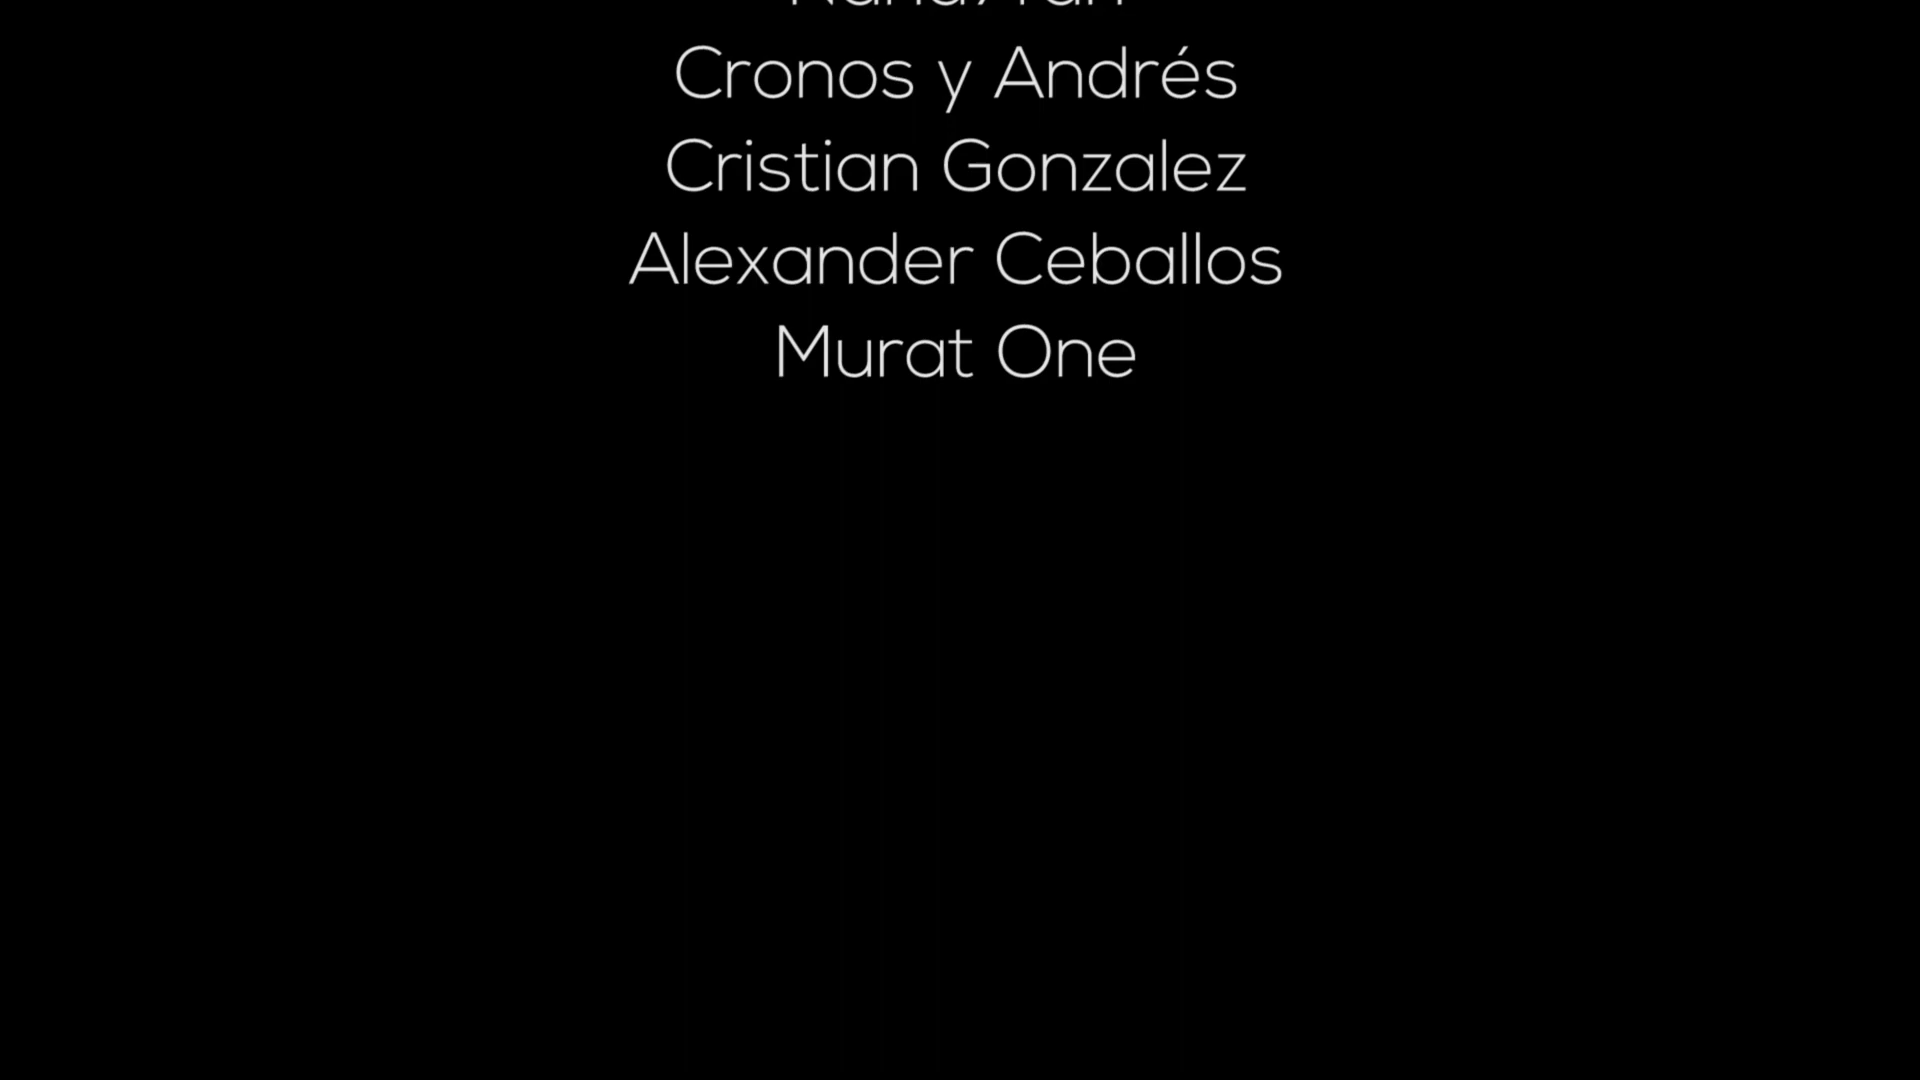 Cronos y Andrés
Cristian Gonzalez
Alexander Ceballos
Murat One